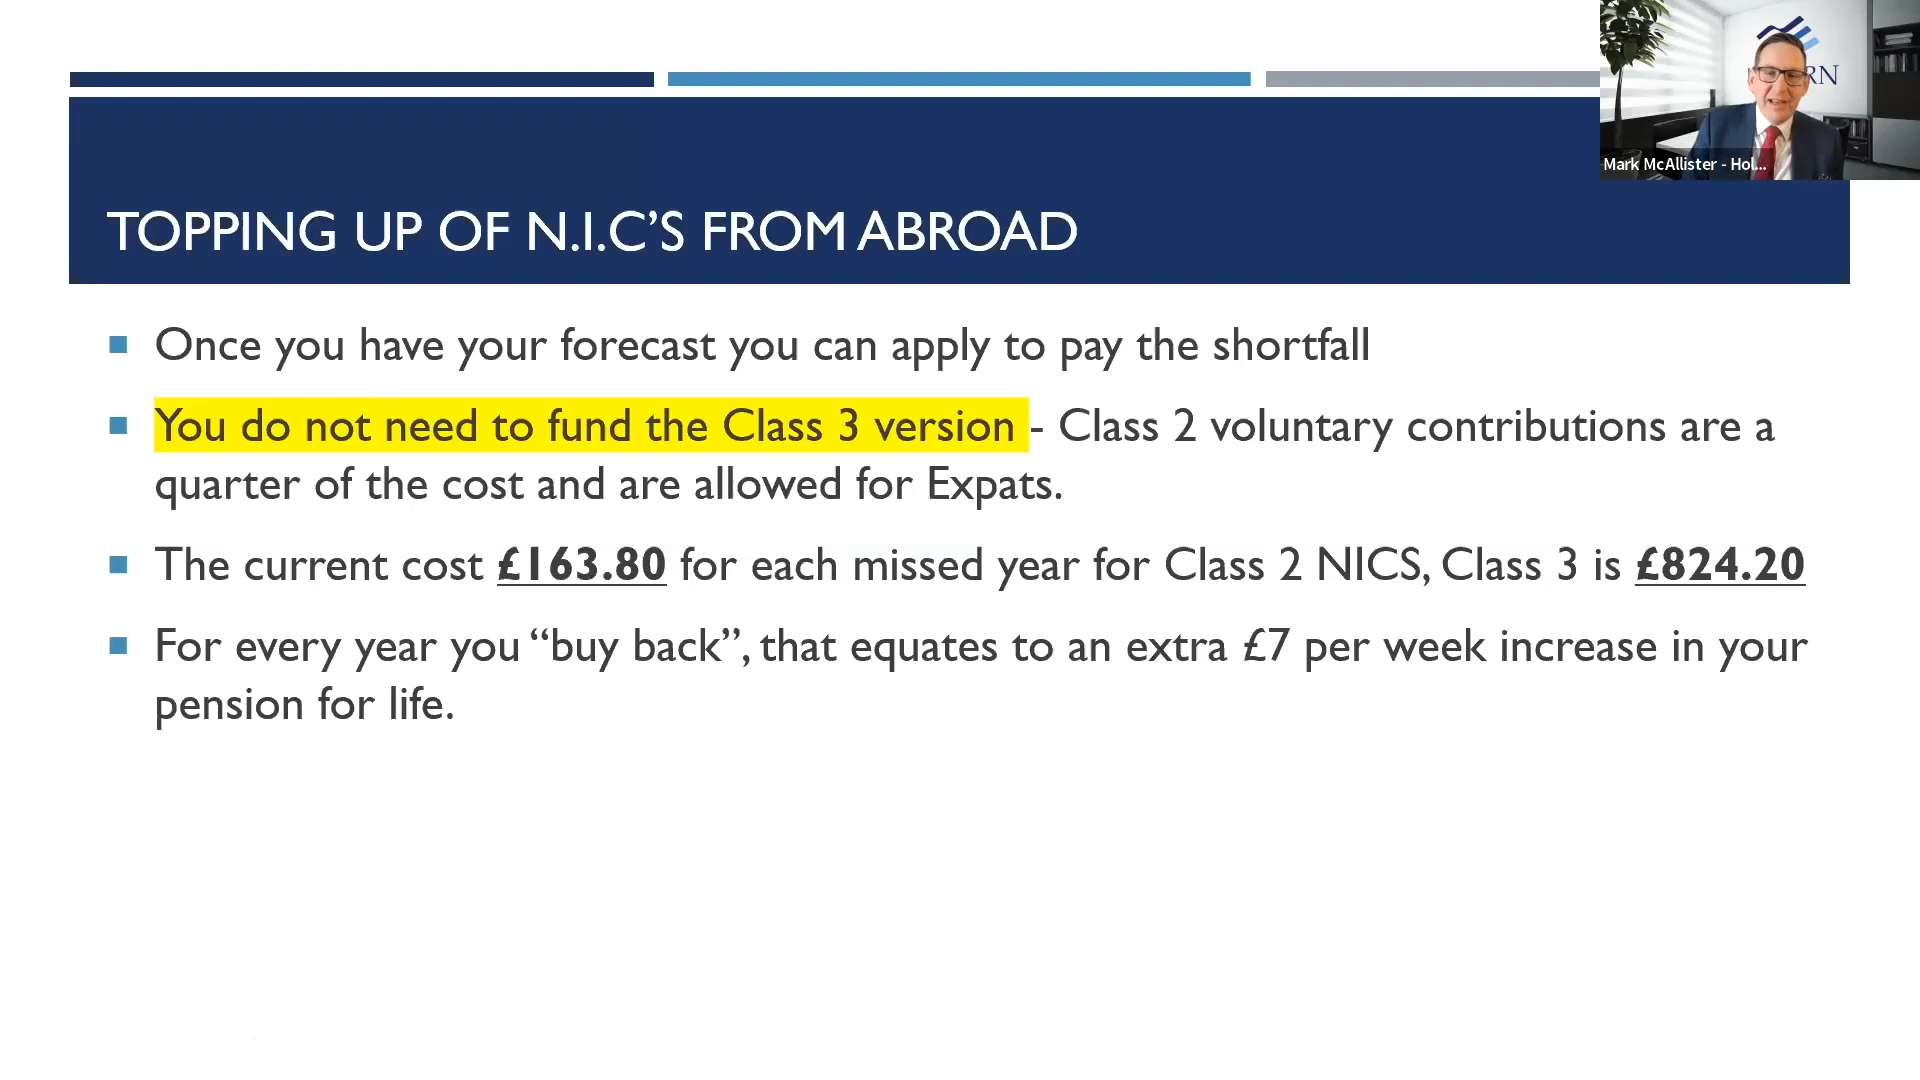 RN
Mark McAllister - Hol...
TOPPING UP OF N.I.C’S FROM ABROAD
Once you have your forecast you can apply to pay the shortfall
You do not need to fund the Class 3 version - Class 2 voluntary contributions are a
quarter of the cost and are allowed for Expats.
The current cost £163.80 for each missed year for Class 2 NICS, Class 3 is £824.20
For every year you “buy back”, that equates to an extra £7 per week increase in your
pension for life.